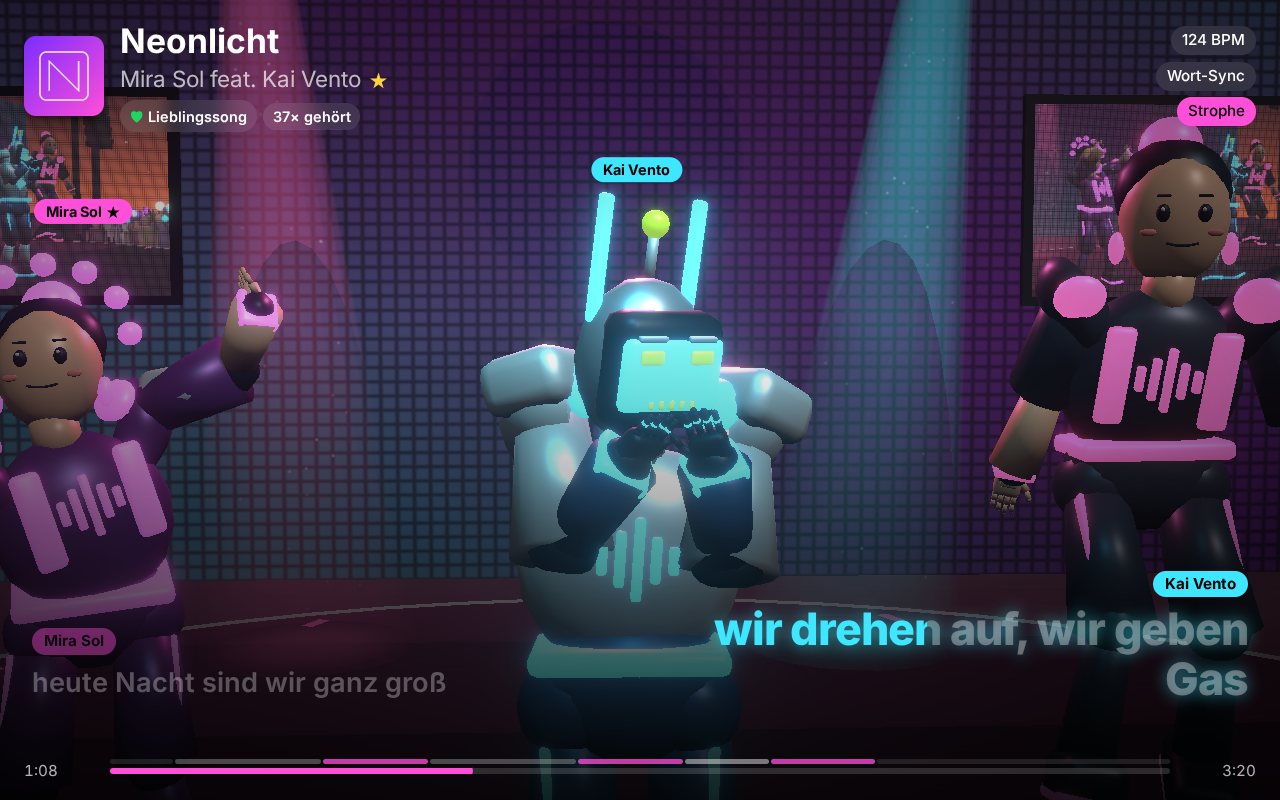 N
Neonlicht
Mira Sol feat. Kai Vento ★
Lieblingssong
37× gehört
124 BPM
Wort-Sync
Strophe
Kai Vento
Mira Sol ★
Kai Vento
wir drehen auf, wir geben
Gas
Mira Sol
heute Nacht sind wir ganz groß
1:08
3:20